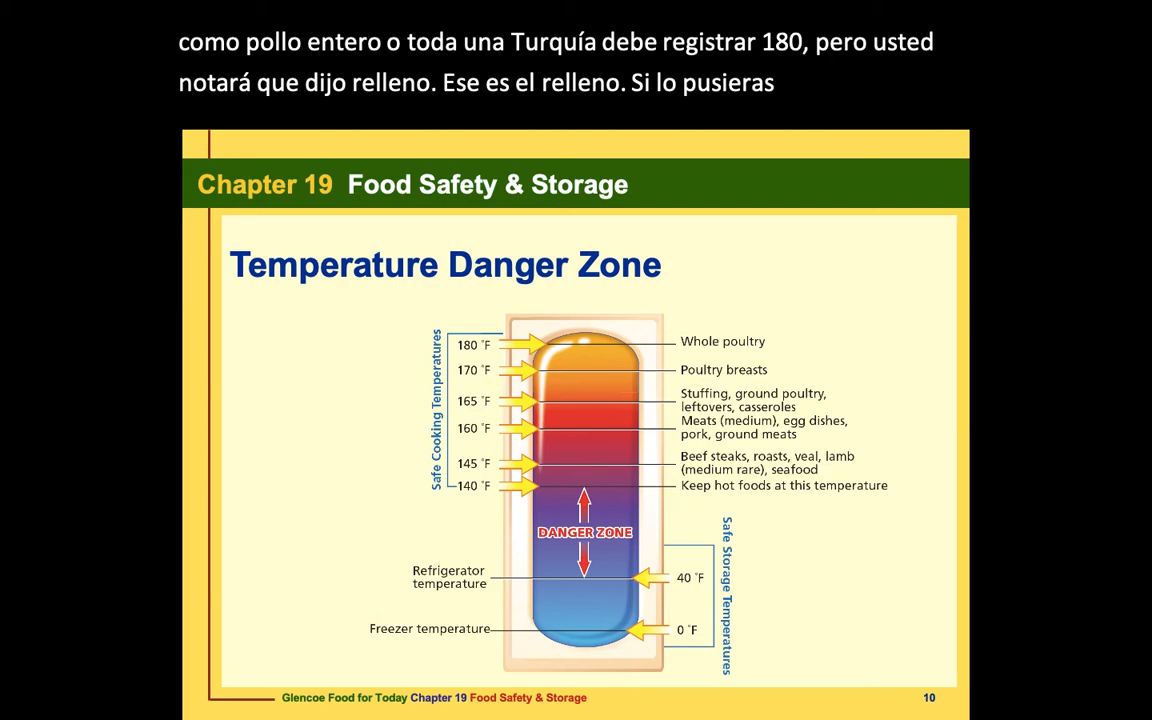 como pollo entero o toda una Turquía debe registrar 180, pero usted
notará que dijo relleno. Ese es el relleno. Si lo pusieras
Chapter 19 Food Safety & Storage
Temperature Danger Zone
Safe Cooking Temperatures
180 °F
Whole poultry
170 °F
Poultry breasts
165 °F
Stuffing, ground poultry,
leftovers, casseroles
160 °F
Meats (medium), egg dishes,
pork, ground meats
145 °F
Beef steaks, roasts, veal, lamb
(medium rare), seafood
140 °F
Keep hot foods at this temperature
DANGER ZONE
Safe Storage Temperatures
Refrigerator
temperature
40 °F
Freezer temperature
0 °F
Glencoe Food for Today Chapter 19 Food Safety & Storage
10